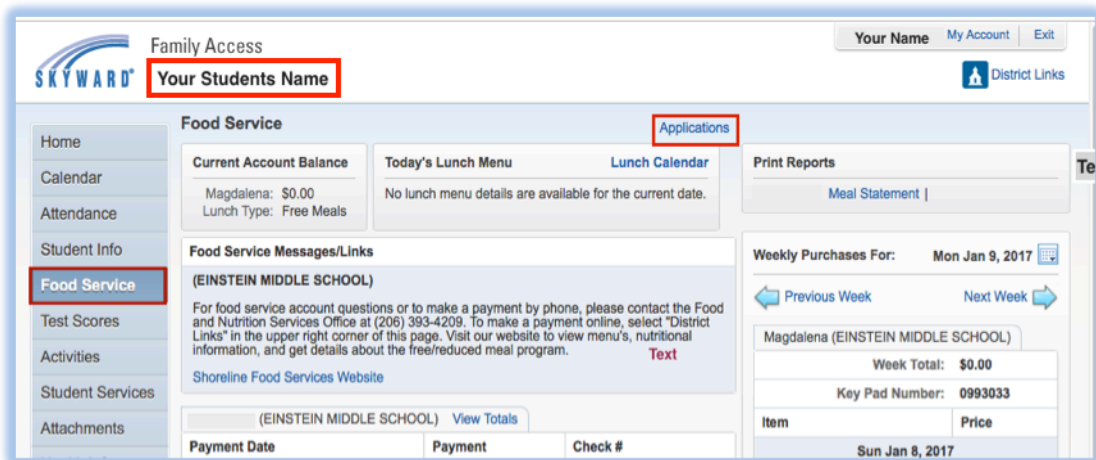 Family Access
SKYWARD
Your Students Name
Your Name My Account Exit
District Links
Home
Calendar
Attendance
Student Info
Food Service
Test Scores
Activities
Student Services
Attachments
Food Service
Applications
Current Account Balance
Magdalena: $0.00
Lunch Type: Free Meals
Today's Lunch Menu Lunch Calendar
No lunch menu details are available for the current date.
Print Reports
Meal Statement |
Te
Food Service Messages/Links
(EINSTEIN MIDDLE SCHOOL)
For food service account questions or to make a payment by phone, please contact the Food
and Nutrition Services Office at (206) 393-4209. To make a payment online, select "District
Links" in the upper right corner of this page. Visit our website to view menu's, nutritional
information, and get details about the free/reduced meal program.
Text
Shoreline Food Services Website
(EINSTEIN MIDDLE SCHOOL) View Totals
Payment Date Payment Check #
Weekly Purchases For: Mon Jan 9, 2017
Previous Week Next Week
Magdalena (EINSTEIN MIDDLE SCHOOL)
Week Total: $0.00
Key Pad Number: 0993033
Item Price
Sun Jan 8, 2017